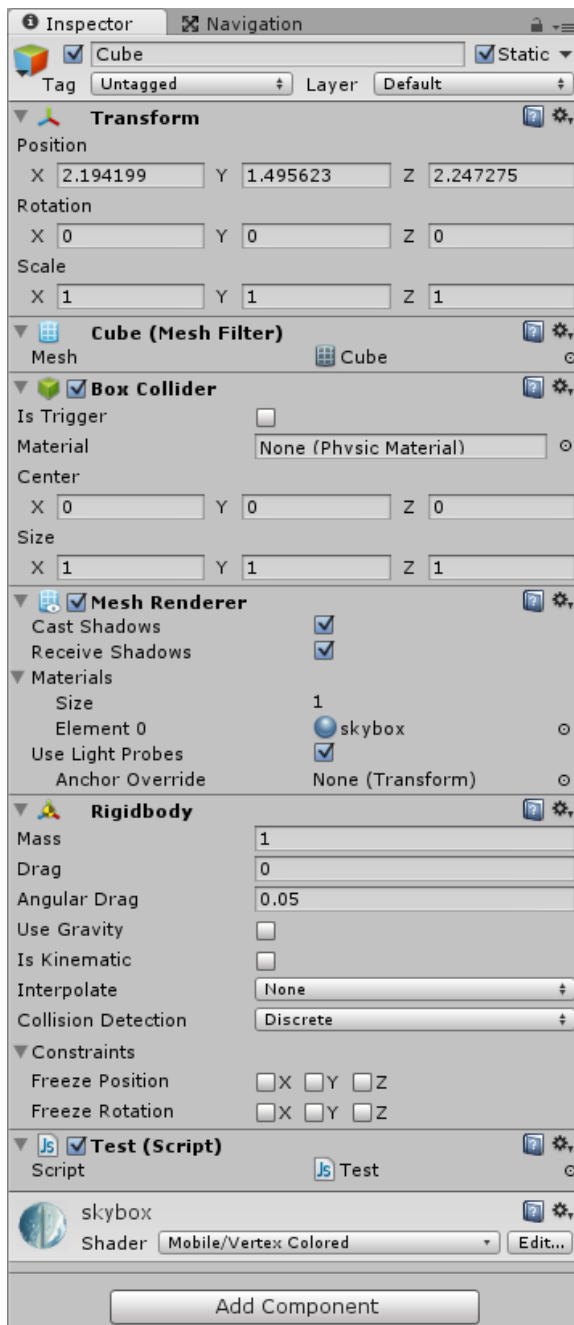 Inspector Navigation
Cube Static
Tag Untagged Layer Default
Transform
Position
X 2.194199 Y 1.495623 Z 2.247275
Rotation
X 0 Y 0 Z 0
Scale
X 1 Y 1 Z 1
Cube (Mesh Filter)
Mesh Cube
Box Collider
Is Trigger
Material None (Physic Material)
Center
X 0 Y 0 Z 0
Size
X 1 Y 1 Z 1
Mesh Renderer
Cast Shadows
Receive Shadows
Materials
Size 1
Element 0 skybox
Use Light Probes
Anchor Override None (Transform)
Rigidbody
Mass 1
Drag 0
Angular Drag 0.05
Use Gravity
Is Kinematic
Interpolate None
Collision Detection Discrete
Constraints
Freeze Position X Y Z
Freeze Rotation X Y Z
Js Test (Script)
Script Js Test
skybox
Shader Mobile/Vertex Colored Edit...
Add Component